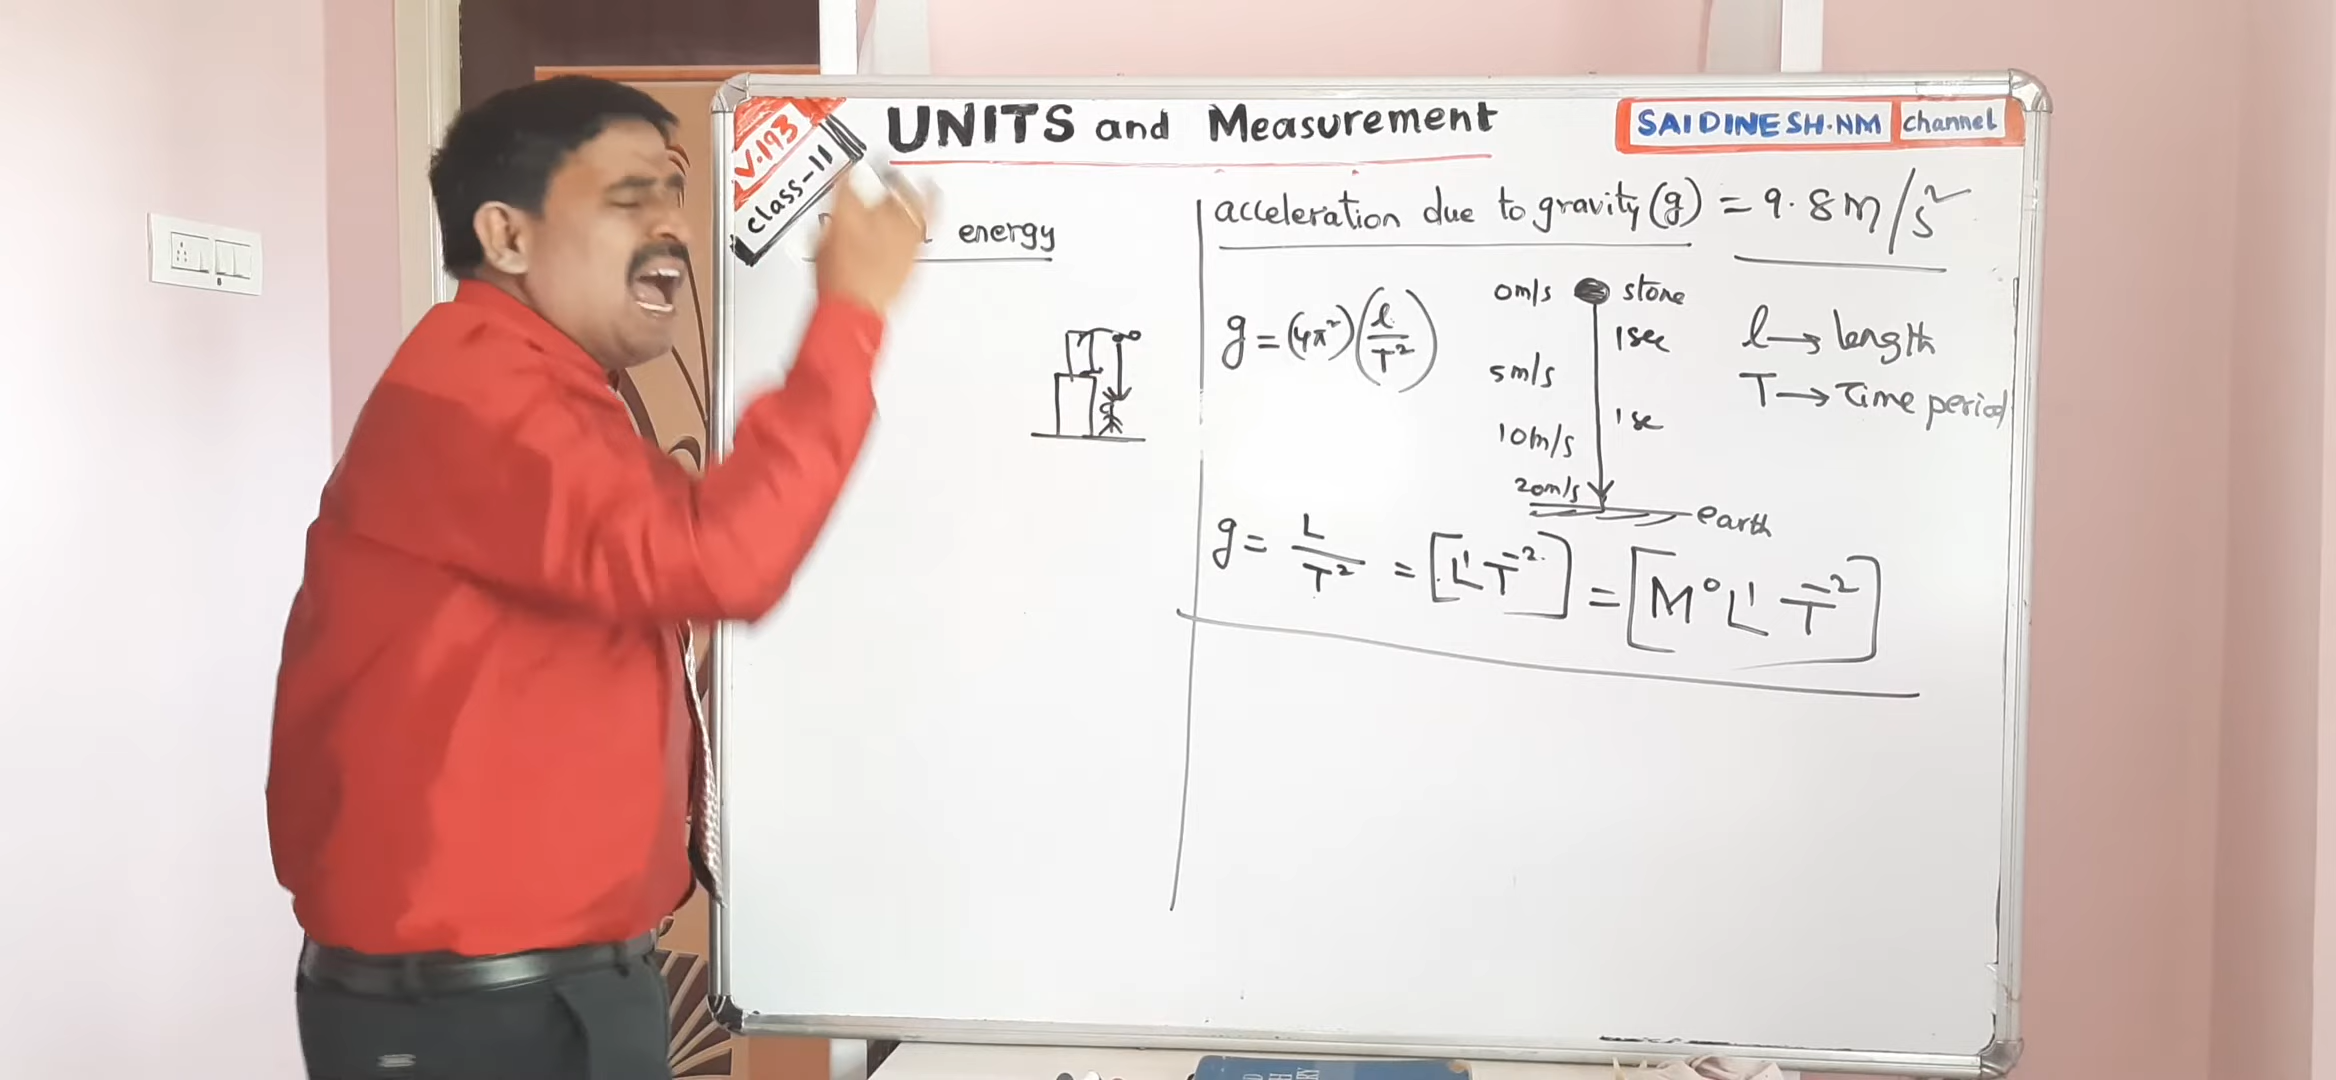 V.193
class-11
UNITS and Measurement
SAIDINESH.NM channel
energy
acceleration due to gravity (g) = 9.8 m/s²
g = (4π²)(l/T²)
0m/s stone
1sec
5m/s
1se
10m/s
20m/s
earth
l → length
T → Time period
g = L/T² = [L¹T⁻²] = [M⁰L¹T⁻²]